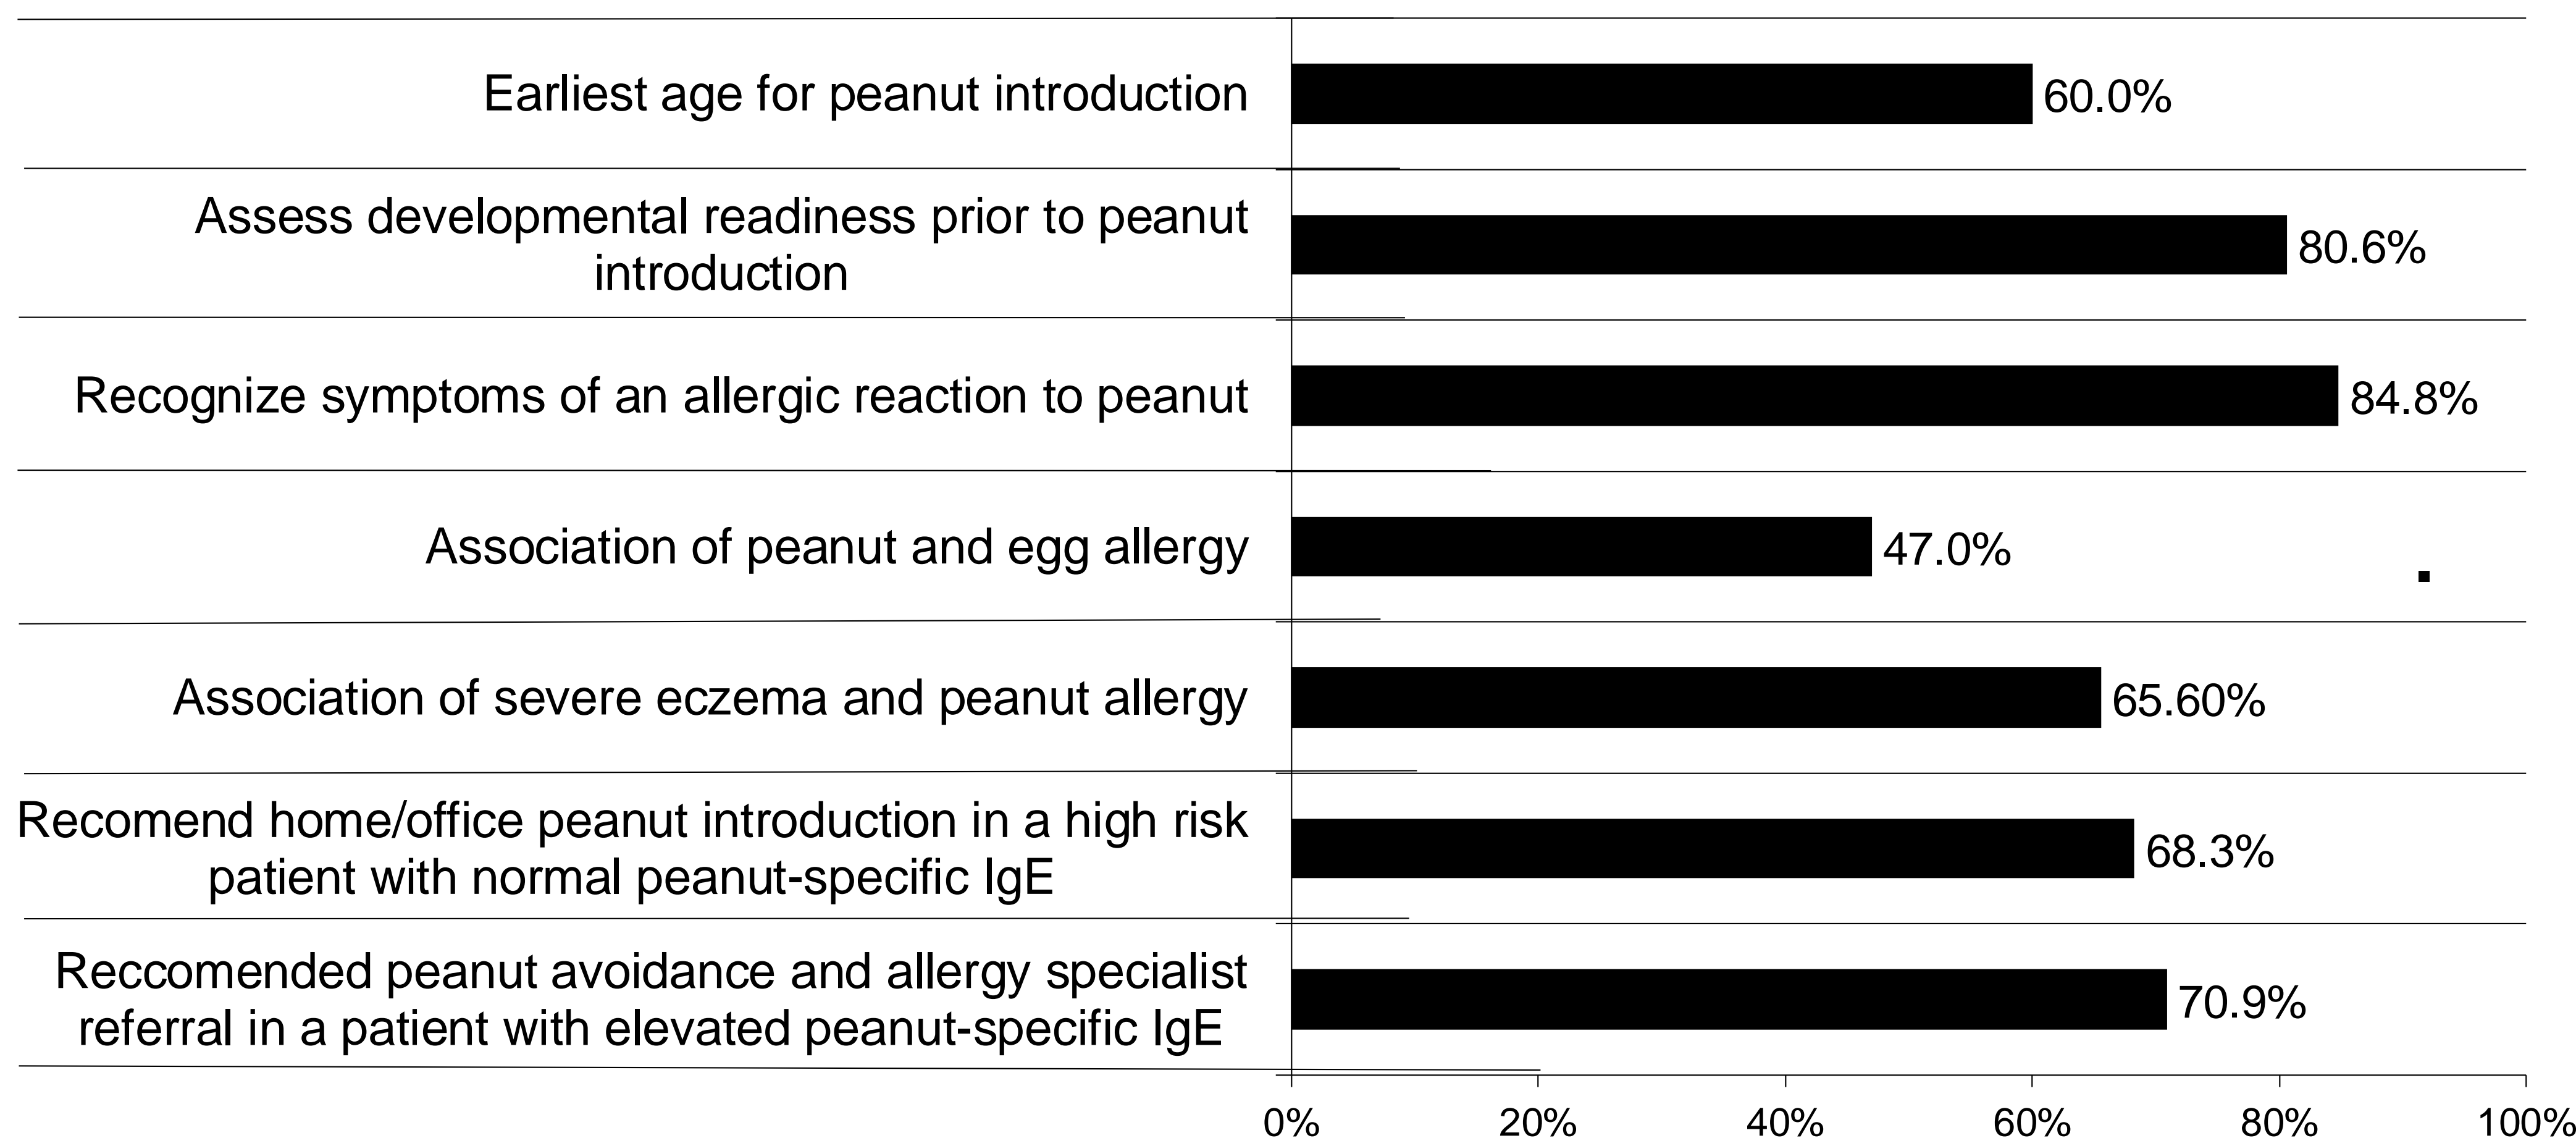 Earliest age for peanut introduction
60.0%
Assess developmental readiness prior to peanut
introduction
80.6%
Recognize symptoms of an allergic reaction to peanut
84.8%
Association of peanut and egg allergy
47.0%
.
Association of severe eczema and peanut allergy
65.60%
Recomend home/office peanut introduction in a high risk
patient with normal peanut-specific IgE
68.3%
Reccomended peanut avoidance and allergy specialist
referral in a patient with elevated peanut-specific IgE
70.9%
0% 20% 40% 60% 80% 100%